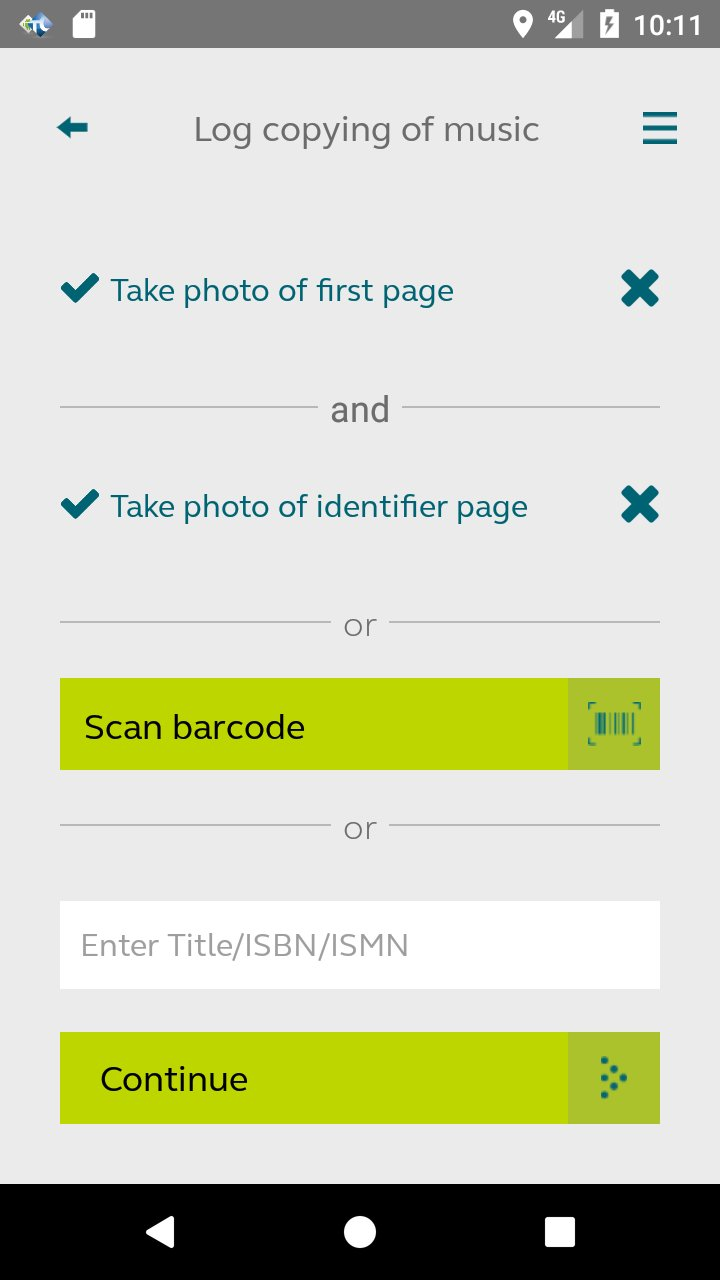 4G 10:11
Log copying of music
Take photo of first page
and
Take photo of identifier page
or
Scan barcode
or
Enter Title/ISBN/ISMN
Continue